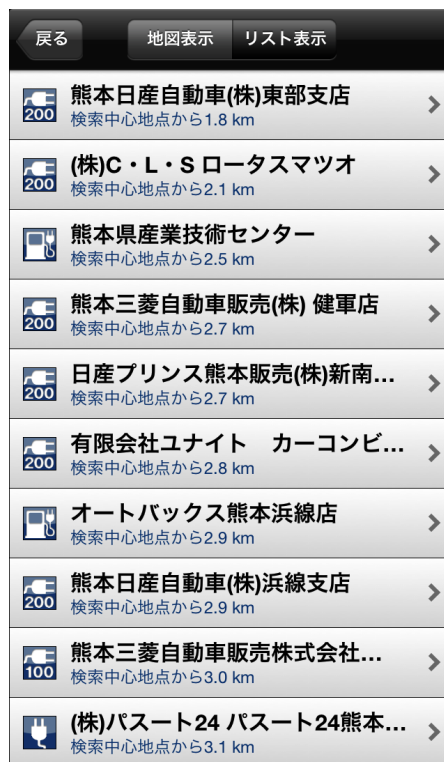 戻る 地図表示 リスト表示
熊本日産自動車(株)東部支店
200 検索中心地点から1.8 km
(株)C・L・S ロータスマツオ
200 検索中心地点から2.1 km
熊本県産業技術センター
検索中心地点から2.5 km
熊本三菱自動車販売(株) 健軍店
200 検索中心地点から2.7 km
日産プリンス熊本販売(株)新南...
200 検索中心地点から2.7 km
有限会社ユナイト　カーコンビ...
200 検索中心地点から2.8 km
オートバックス熊本浜線店
検索中心地点から2.9 km
熊本日産自動車(株)浜線支店
200 検索中心地点から2.9 km
熊本三菱自動車販売株式会社...
100 検索中心地点から3.0 km
(株)パスート24 パスート24熊本...
検索中心地点から3.1 km